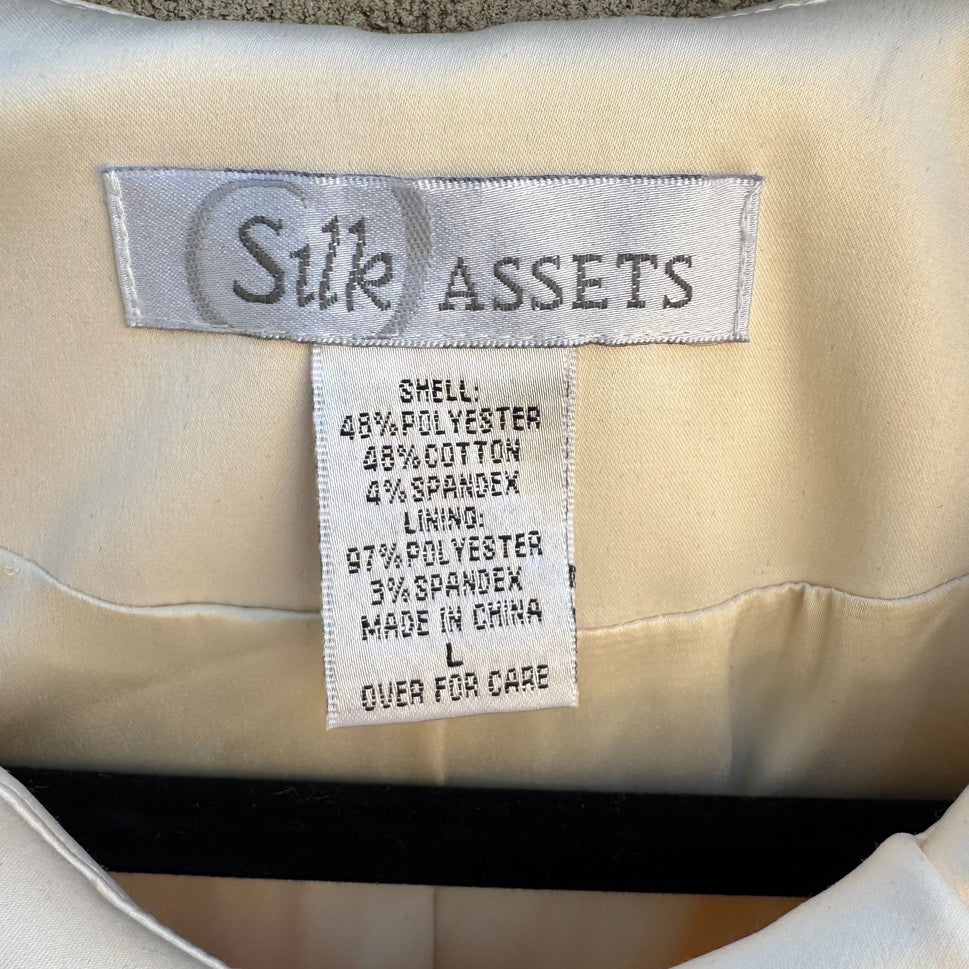 Silk ASSETS
SHELL:
48%POLYESTER
48%COTTON
4%SPANDEX
LINING:
97%POLYESTER
3%SPANDEX
MADE IN CHINA
L
OVER FOR CARE